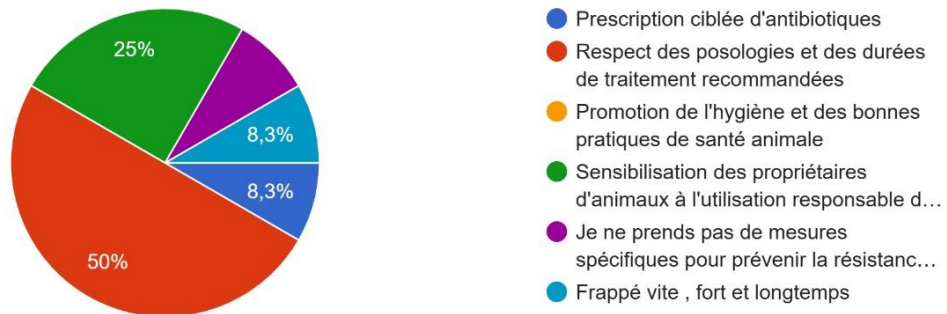 25%
8,3%
8,3%
50%
Prescription ciblée d'antibiotiques
Respect des posologies et des durées
de traitement recommandées
Promotion de l'hygiène et des bonnes
pratiques de santé animale
Sensibilisation des propriétaires
d'animaux à l'utilisation responsable d…
Je ne prends pas de mesures
spécifiques pour prévenir la résistanc…
Frappé vite , fort et longtemps